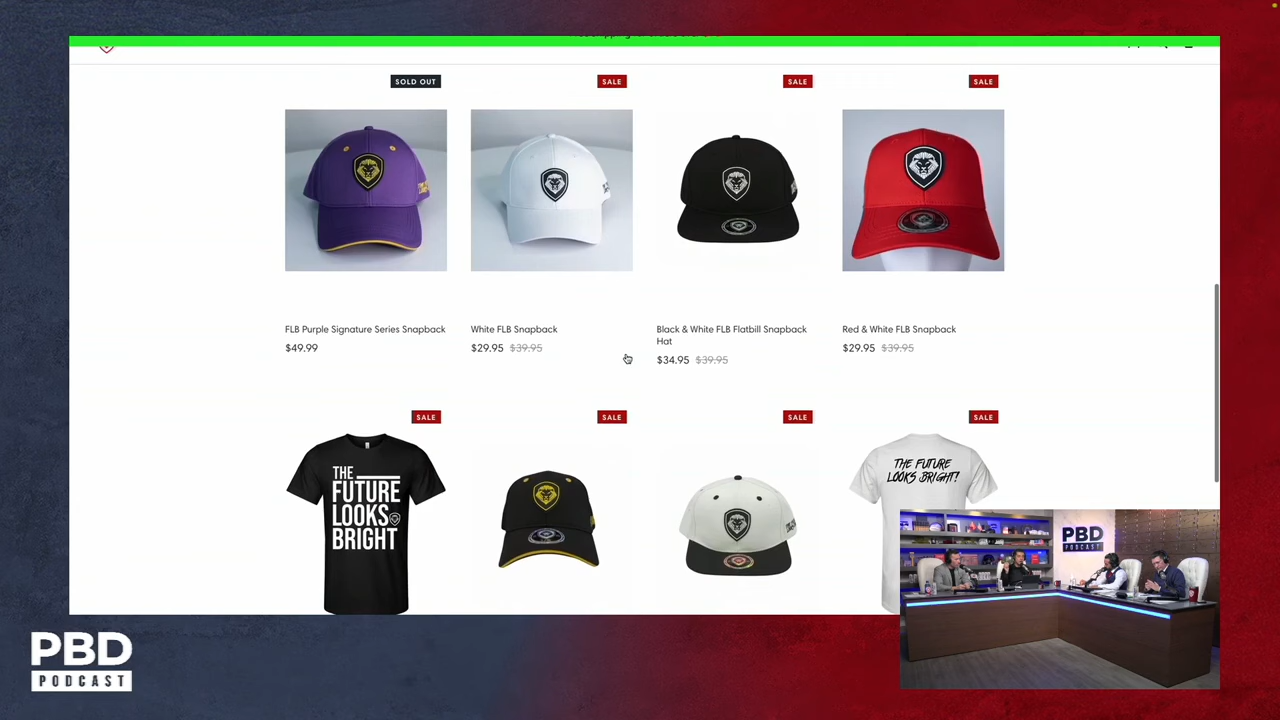 SOLD OUT
SALE
SALE
SALE
FLB Purple Signature Series Snapback
White FLB Snapback
Black & White FLB Flatbill Snapback
Hat
Red & White FLB Snapback
$49.99
$29.95 $39.95
$34.95 $39.95
$29.95 $39.95
SALE
SALE
SALE
SALE
THE
FUTURE
LOOKS
BRIGHT
THE FUTURE
LOOKS BRIGHT!
PBD
PODCAST
PBD
PODCAST